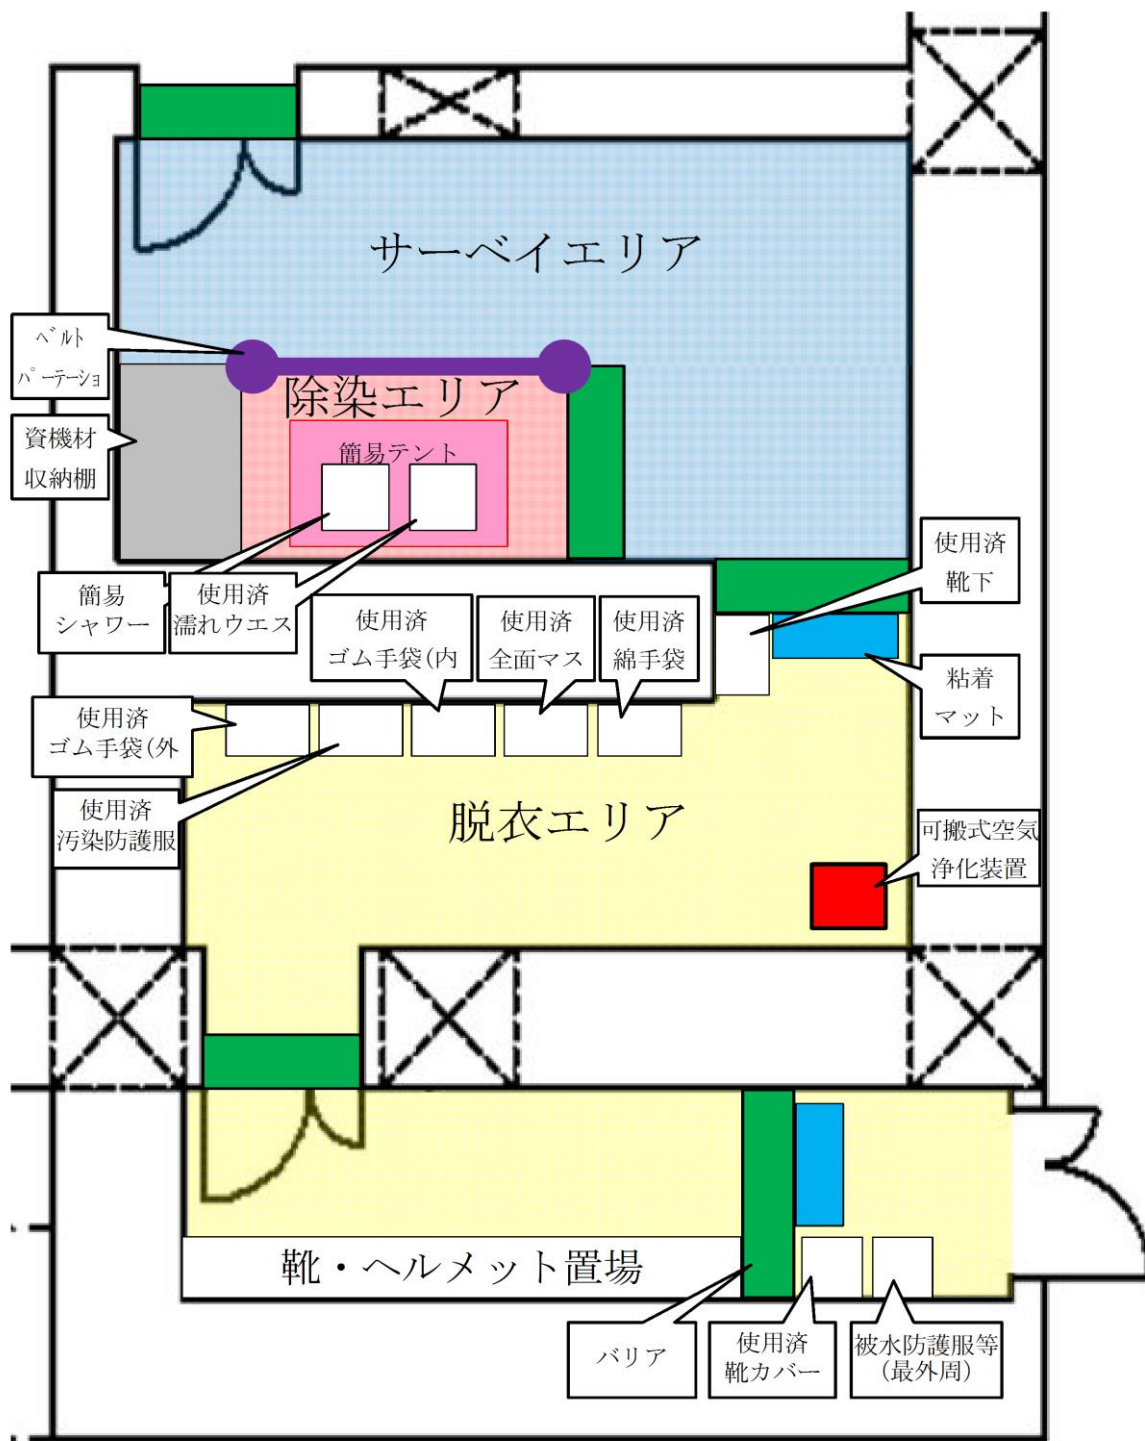 サーベイエリア
ベルト
パーテーショ
除染エリア
資機材
収納棚
簡易テント
使用済
靴下
簡易
シャワー
使用済
濡れウエス
使用済
ゴム手袋(内
使用済
全面マス
使用済
綿手袋
粘着
マット
使用済
ゴム手袋(外
使用済
汚染防護服
脱衣エリア
可搬式空気
浄化装置
靴・ヘルメット置場
バリア
使用済
靴カバー
被水防護服等
(最外周)